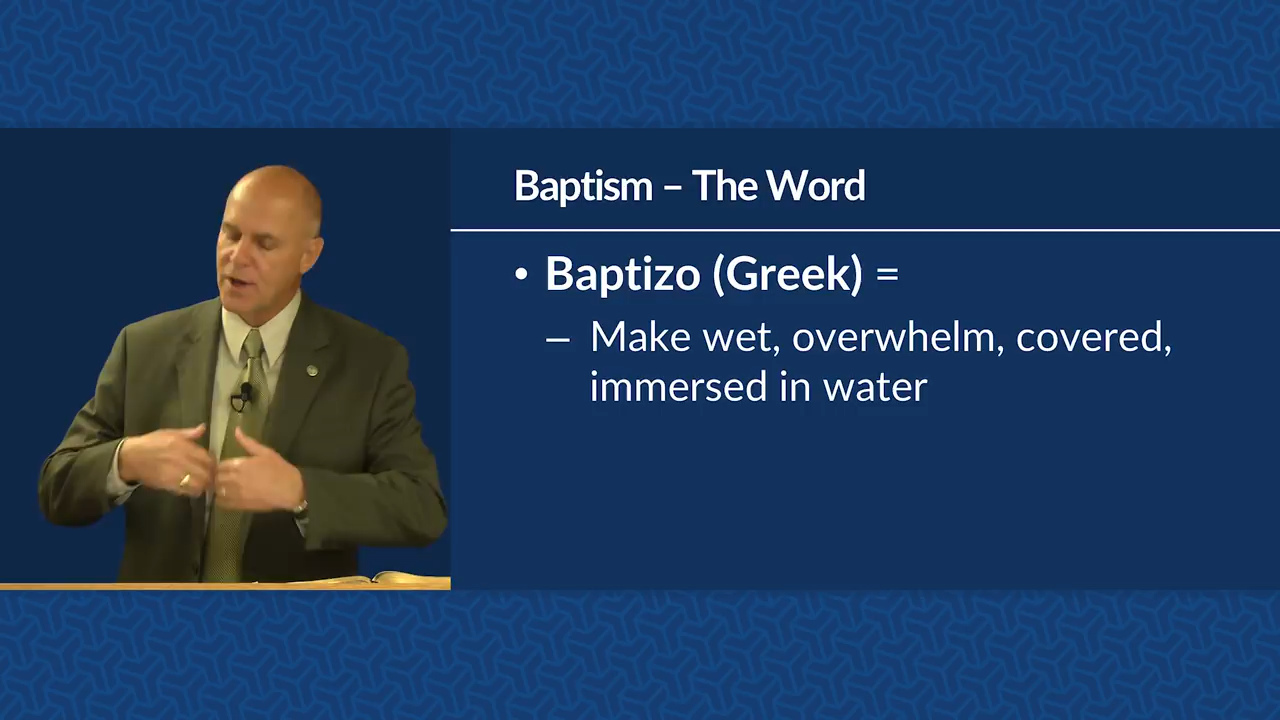 Baptism – The Word
• Baptizo (Greek) =
– Make wet, overwhelm, covered,
immersed in water